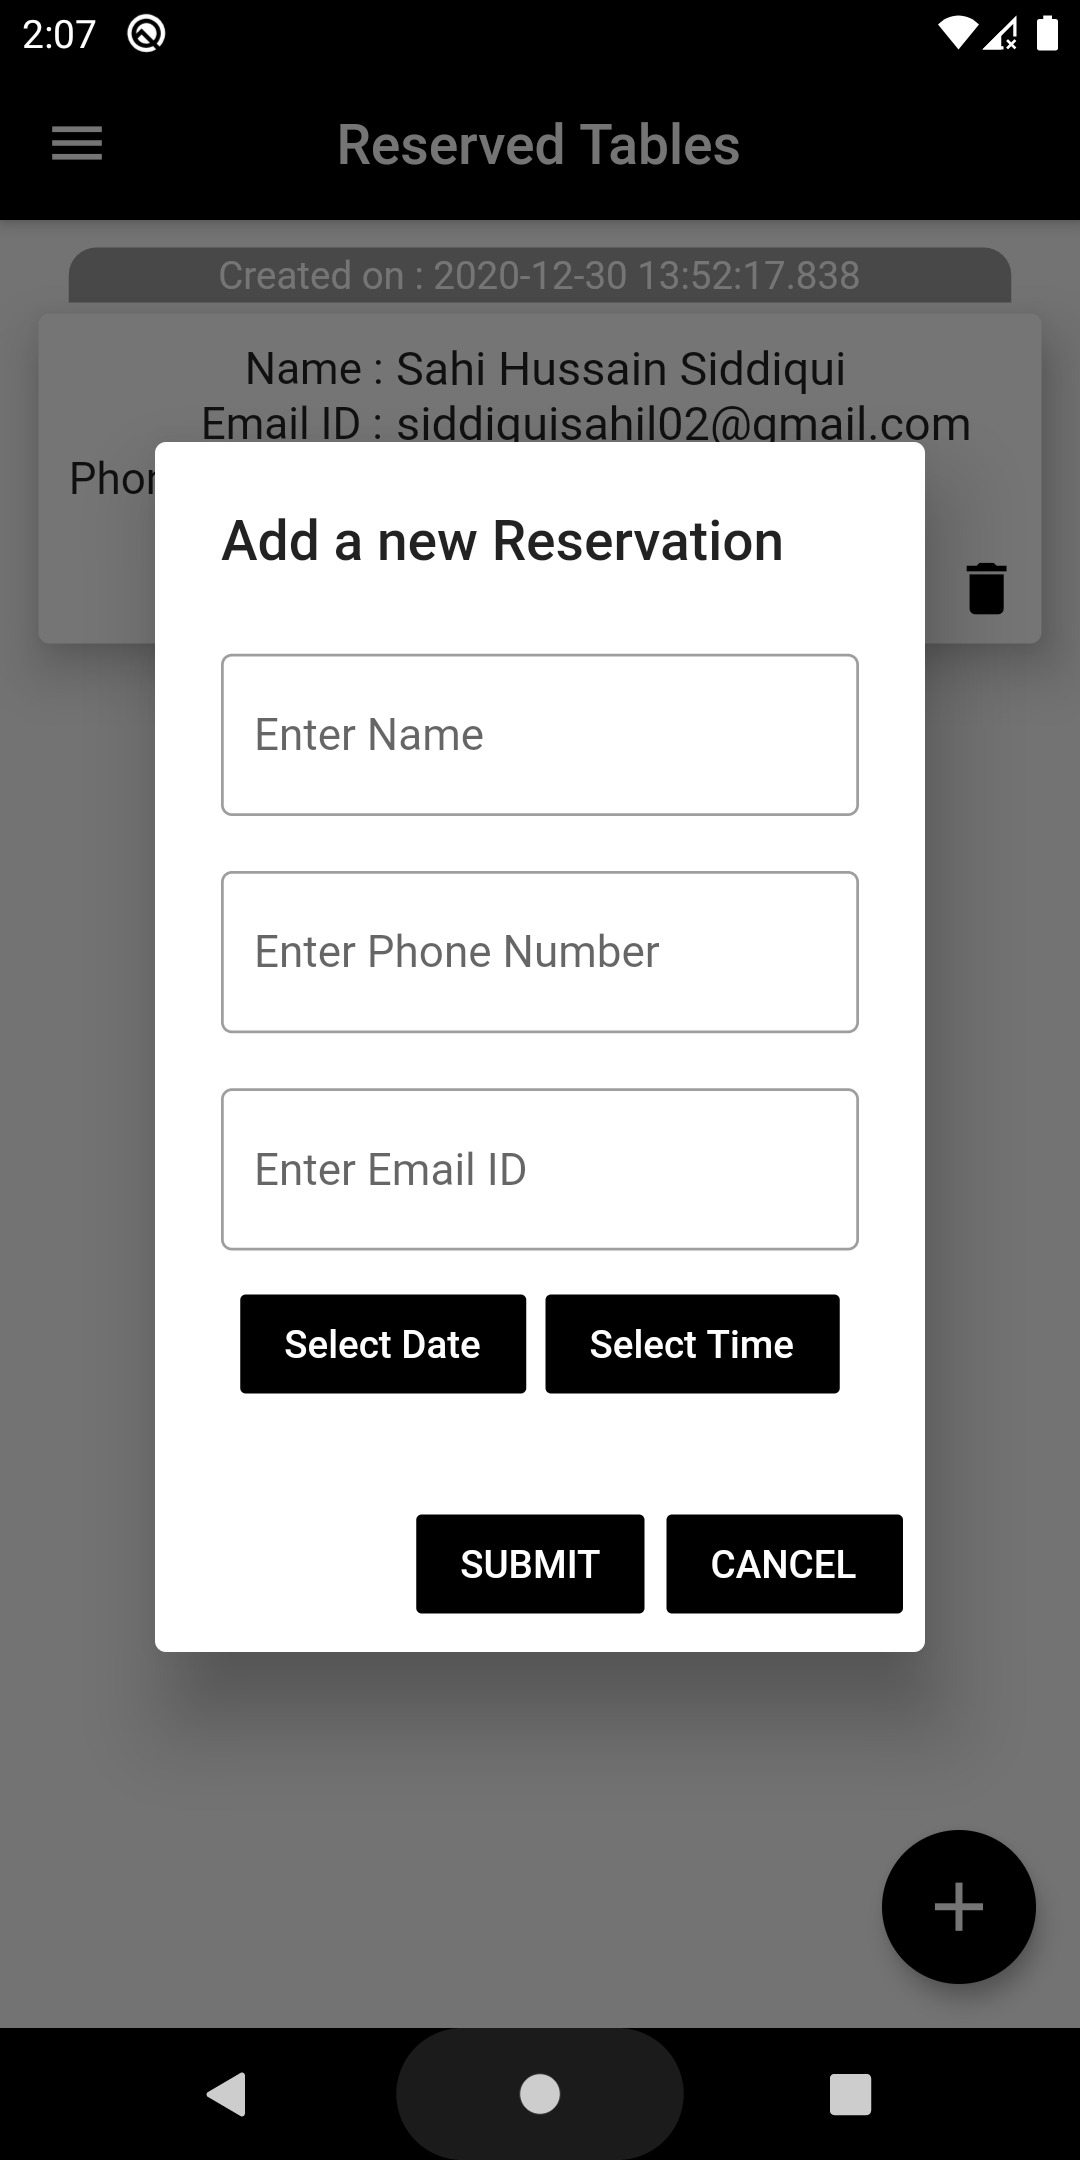 2:07
Reserved Tables
Created on : 2020-12-30 13:52:17.838
Name : Sahi Hussain Siddiqui
Email ID : siddiquisahil02@gmail.com
Add a new Reservation
Enter Name
Enter Phone Number
Enter Email ID
Select Date Select Time
SUBMIT CANCEL